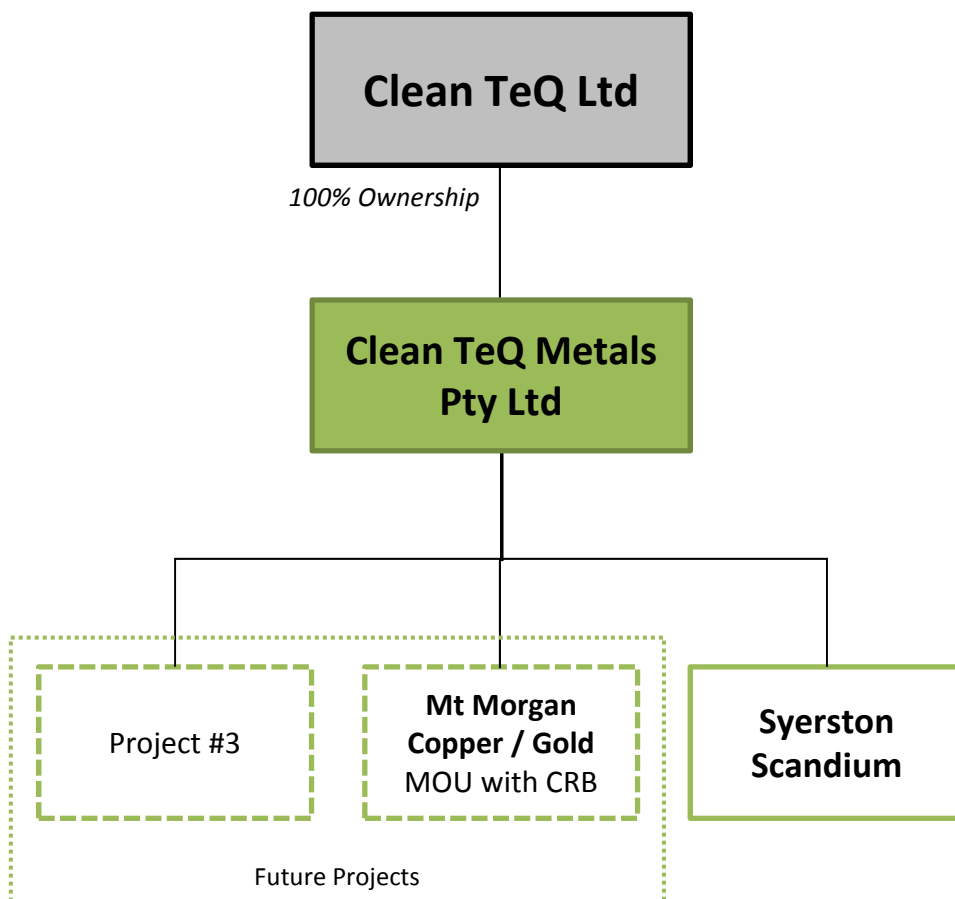 Clean TeQ Ltd
100% Ownership
Clean TeQ Metals
Pty Ltd
Project #3
Mt Morgan
Copper / Gold
MOU with CRB
Syerston
Scandium
Future Projects